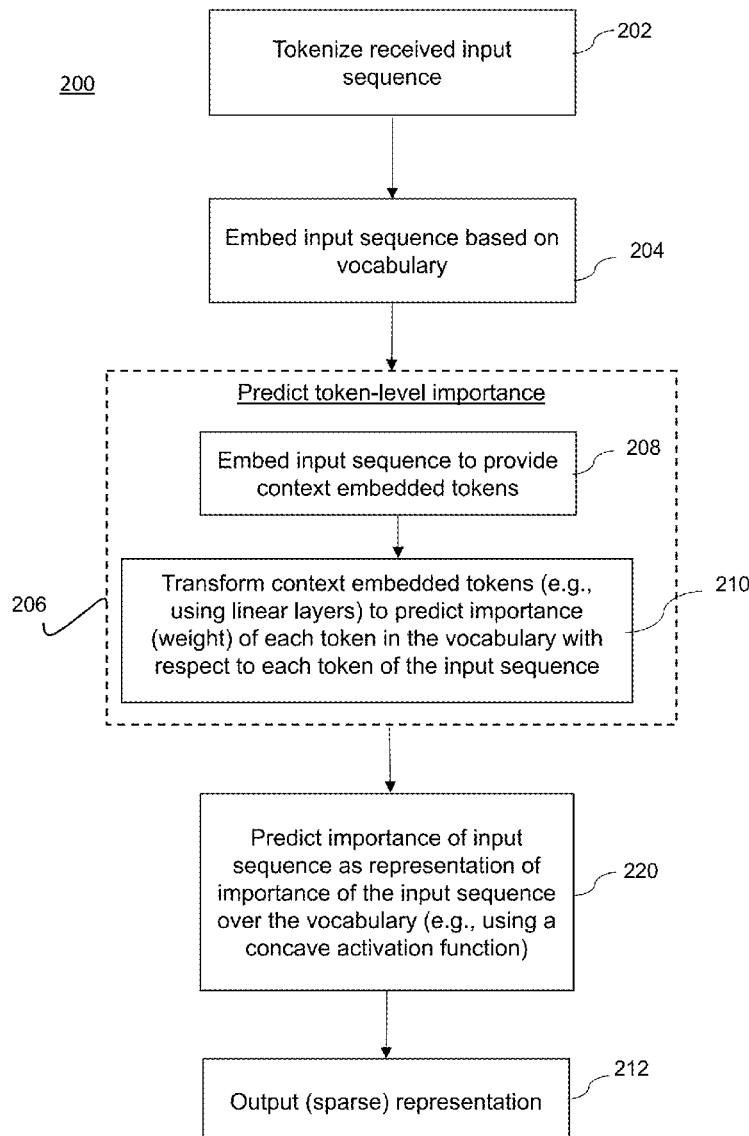 200
Tokenize received input
sequence
202
Embed input sequence based on
vocabulary
204
Predict token-level importance
Embed input sequence to provide
context embedded tokens
208
206
Transform context embedded tokens (e.g.,
using linear layers) to predict importance
(weight) of each token in the vocabulary with
respect to each token of the input sequence
210
Predict importance of input
sequence as representation of
importance of the input sequence
over the vocabulary (e.g., using a
concave activation function)
220
Output (sparse) representation
212